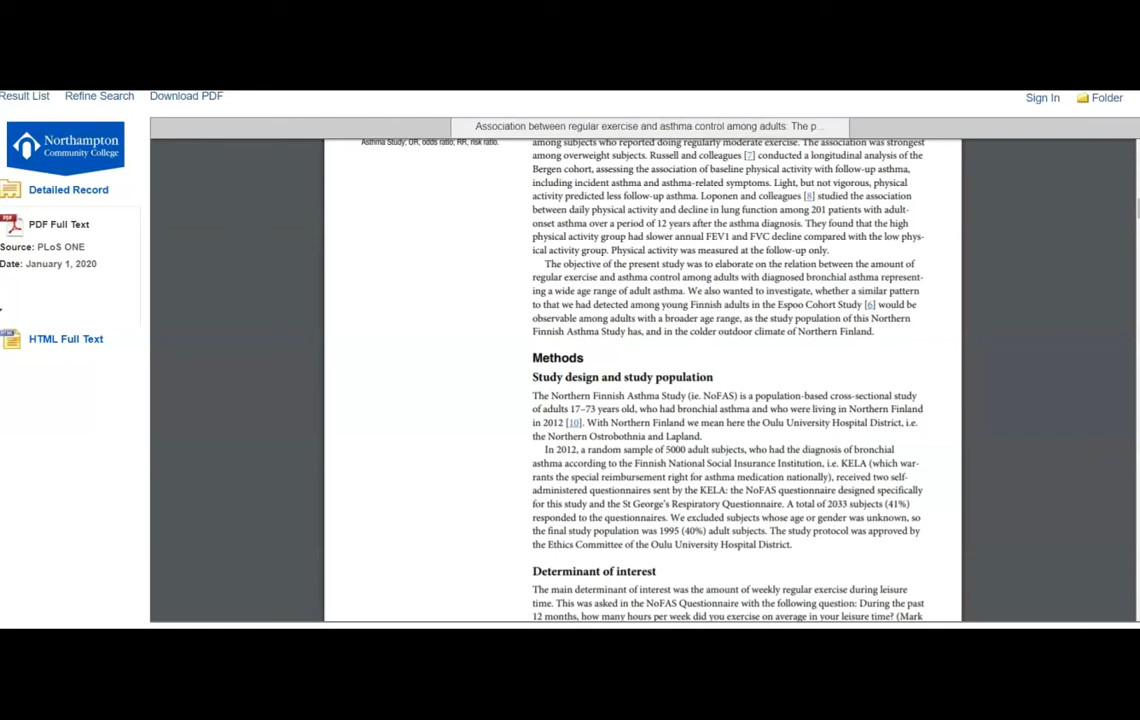 Result List Refine Search Download PDF Sign In Folder
Northampton
Community College
Association between regular exercise and asthma control among adults: The p...
Detailed Record
PDF Full Text
Source: PLoS ONE
Date: January 1, 2020
HTML Full Text
Asthma Study; OR, odds ratio; RR, risk ratio.
among subjects who reported doing regularly moderate exercise. The association was strongest
among overweight subjects. Russell and colleagues [7] conducted a longitudinal analysis of the
Bergen cohort, assessing the association of baseline physical activity with follow-up asthma,
including incident asthma and asthma-related symptoms. Light, but not vigorous, physical
activity predicted less follow-up asthma. Loponen and colleagues [8] studied the association
between daily physical activity and decline in lung function among 201 patients with adult-
onset asthma over a period of 12 years after the asthma diagnosis. They found that the high
physical activity group had slower annual FEV1 and FVC decline compared with the low phys-
ical activity group. Physical activity was measured at the follow-up only.
The objective of the present study was to elaborate on the relation between the amount of
regular exercise and asthma control among adults with diagnosed bronchial asthma represent-
ing a wide age range of adult asthma. We also wanted to investigate, whether a similar pattern
to that we had detected among young Finnish adults in the Espoo Cohort Study [6] would be
observable among adults with a broader age range, as the study population of this Northern
Finnish Asthma Study has, and in the colder outdoor climate of Northern Finland.
Methods
Study design and study population
The Northern Finnish Asthma Study (ie. NoFAS) is a population-based cross-sectional study
of adults 17–73 years old, who had bronchial asthma and who were living in Northern Finland
in 2012 [10]. With Northern Finland we mean here the Oulu University Hospital District, i.e.
the Northern Ostrobothnia and Lapland.
In 2012, a random sample of 5000 adult subjects, who had the diagnosis of bronchial
asthma according to the Finnish National Social Insurance Institution, i.e. KELA (which war-
rants the special reimbursement right for asthma medication nationally), received two self-
administered questionnaires sent by the KELA: the NoFAS questionnaire designed specifically
for this study and the St George's Respiratory Questionnaire. A total of 2033 subjects (41%)
responded to the questionnaires. We excluded subjects whose age or gender was unknown, so
the final study population was 1995 (40%) adult subjects. The study protocol was approved by
the Ethics Committee of the Oulu University Hospital District.
Determinant of interest
The main determinant of interest was the amount of weekly regular exercise during leisure
time. This was asked in the NoFAS Questionnaire with the following question: During the past
12 months, how many hours per week did you exercise on average in your leisure time? (Mark